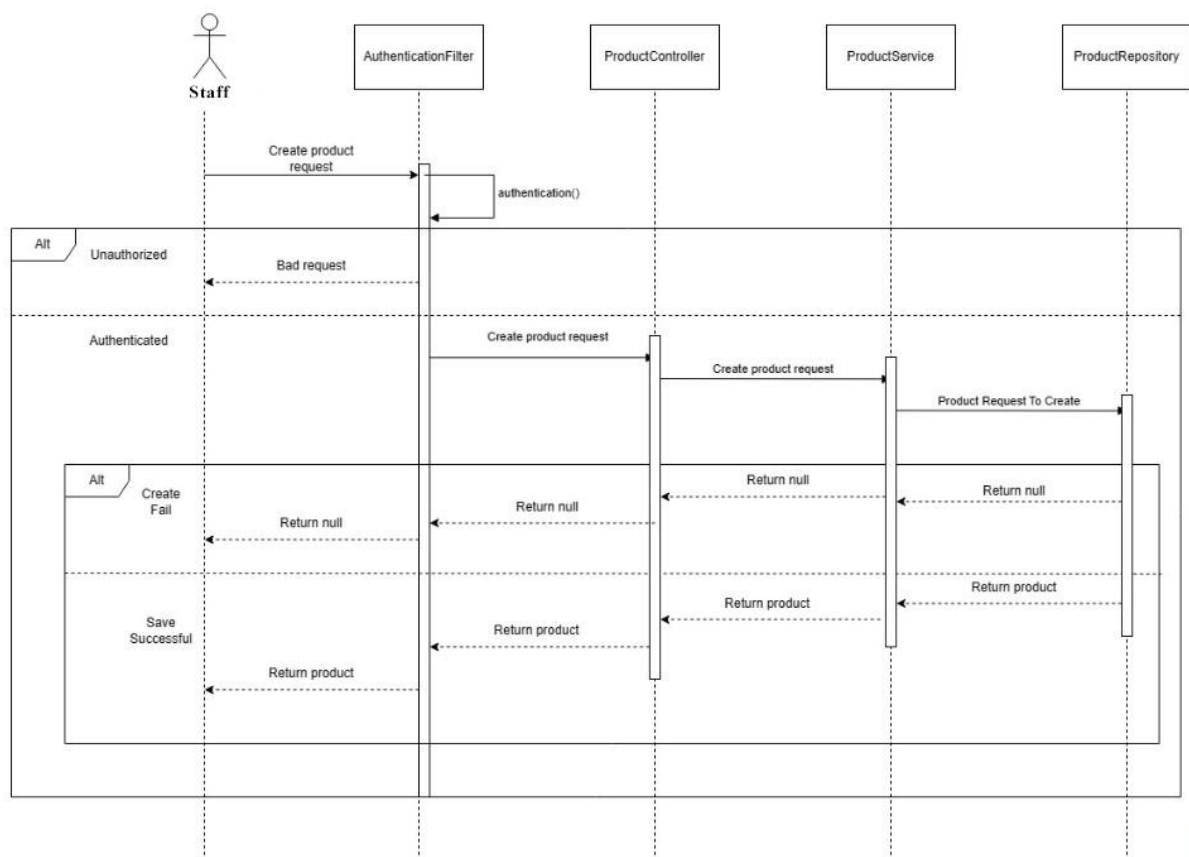 Staff
AuthenticationFilter
ProductController
ProductService
ProductRepository
Create product
request
authentication()
Alt
Unauthorized
Bad request
Authenticated
Create product request
Create product request
Product Request To Create
Alt
Create
Fail
Return null
Return null
Return null
Return null
Save
Successful
Return product
Return product
Return product
Return product